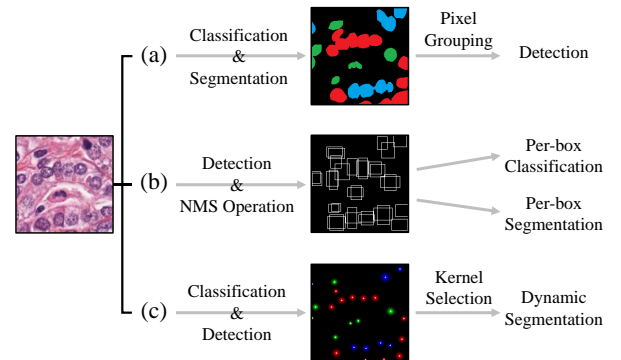 (a)
Classification
&
Segmentation
Pixel
Grouping
Detection
(b)
Detection
&
NMS Operation
Per-box
Classification
Per-box
Segmentation
(c)
Classification
&
Detection
Kernel
Selection
Dynamic
Segmentation